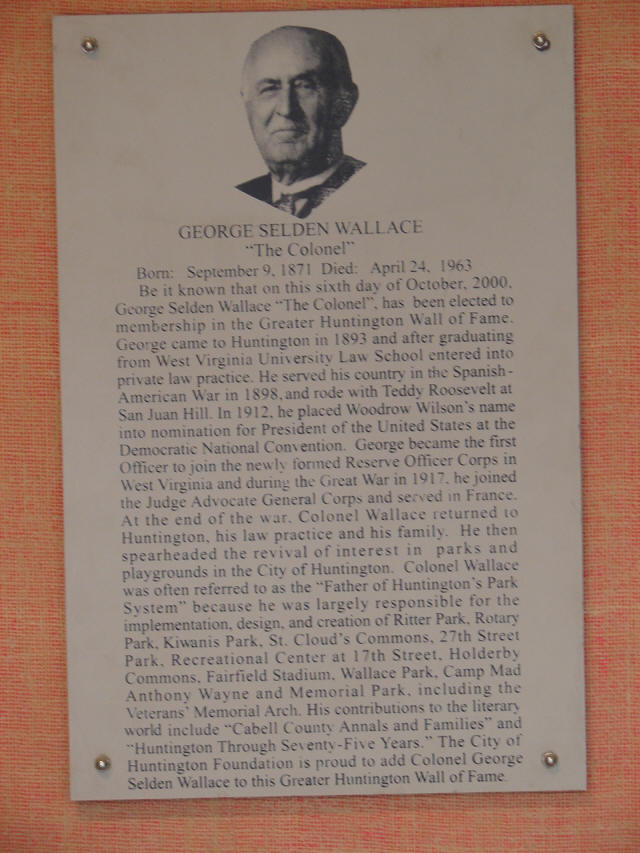 GEORGE SELDEN WALLACE
"The Colonel"
Born: September 9, 1871 Died: April 24, 1963
Be it known that on this sixth day of October, 2000,
George Selden Wallace "The Colonel", has been elected to
membership in the Greater Huntington Wall of Fame.
George came to Huntington in 1893 and after graduating
from West Virginia University Law School entered into
private law practice. He served his country in the Spanish-
American War in 1898, and rode with Teddy Roosevelt at
San Juan Hill. In 1912, he placed Woodrow Wilson's name
into nomination for President of the United States at the
Democratic National Convention. George became the first
Officer to join the newly formed Reserve Officer Corps in
West Virginia and during the Great War in 1917, he joined
the Judge Advocate General Corps and served in France.
At the end of the war, Colonel Wallace returned to
Huntington, his law practice and his family. He then
spearheaded the revival of interest in parks and
playgrounds in the City of Huntington. Colonel Wallace
was often referred to as the "Father of Huntington's Park
System" because he was largely responsible for the
implementation, design, and creation of Ritter Park, Rotary
Park, Kiwanis Park, St. Cloud's Commons, 27th Street
Park, Recreational Center at 17th Street, Holderby
Commons, Fairfield Stadium, Wallace Park, Camp Mad
Anthony Wayne and Memorial Park, including the
Veterans' Memorial Arch. His contributions to the literary
world include "Cabell County Annals and Families" and
"Huntington Through Seventy-Five Years." The City of
Huntington Foundation is proud to add Colonel George
Selden Wallace to this Greater Huntington Wall of Fame.